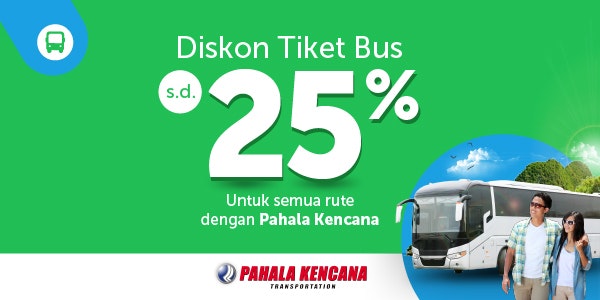 Diskon Tiket Bus
s.d.
25%
Untuk semua rute
dengan Pahala Kencana
PAHALA KENCANA
TRANSPORTATION